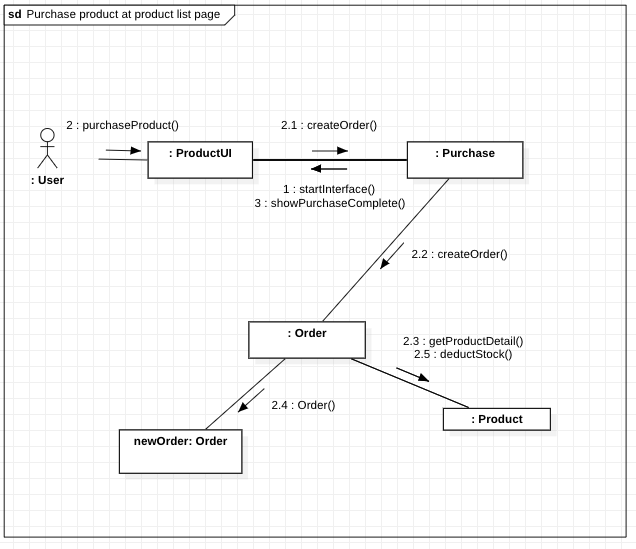 sd Purchase product at product list page
2 : purchaseProduct()
2.1 : createOrder()
: ProductUI
: Purchase
: User
1 : startInterface()
3 : showPurchaseComplete()
2.2 : createOrder()
: Order
2.3 : getProductDetail()
2.5 : deductStock()
2.4 : Order()
: Product
newOrder: Order